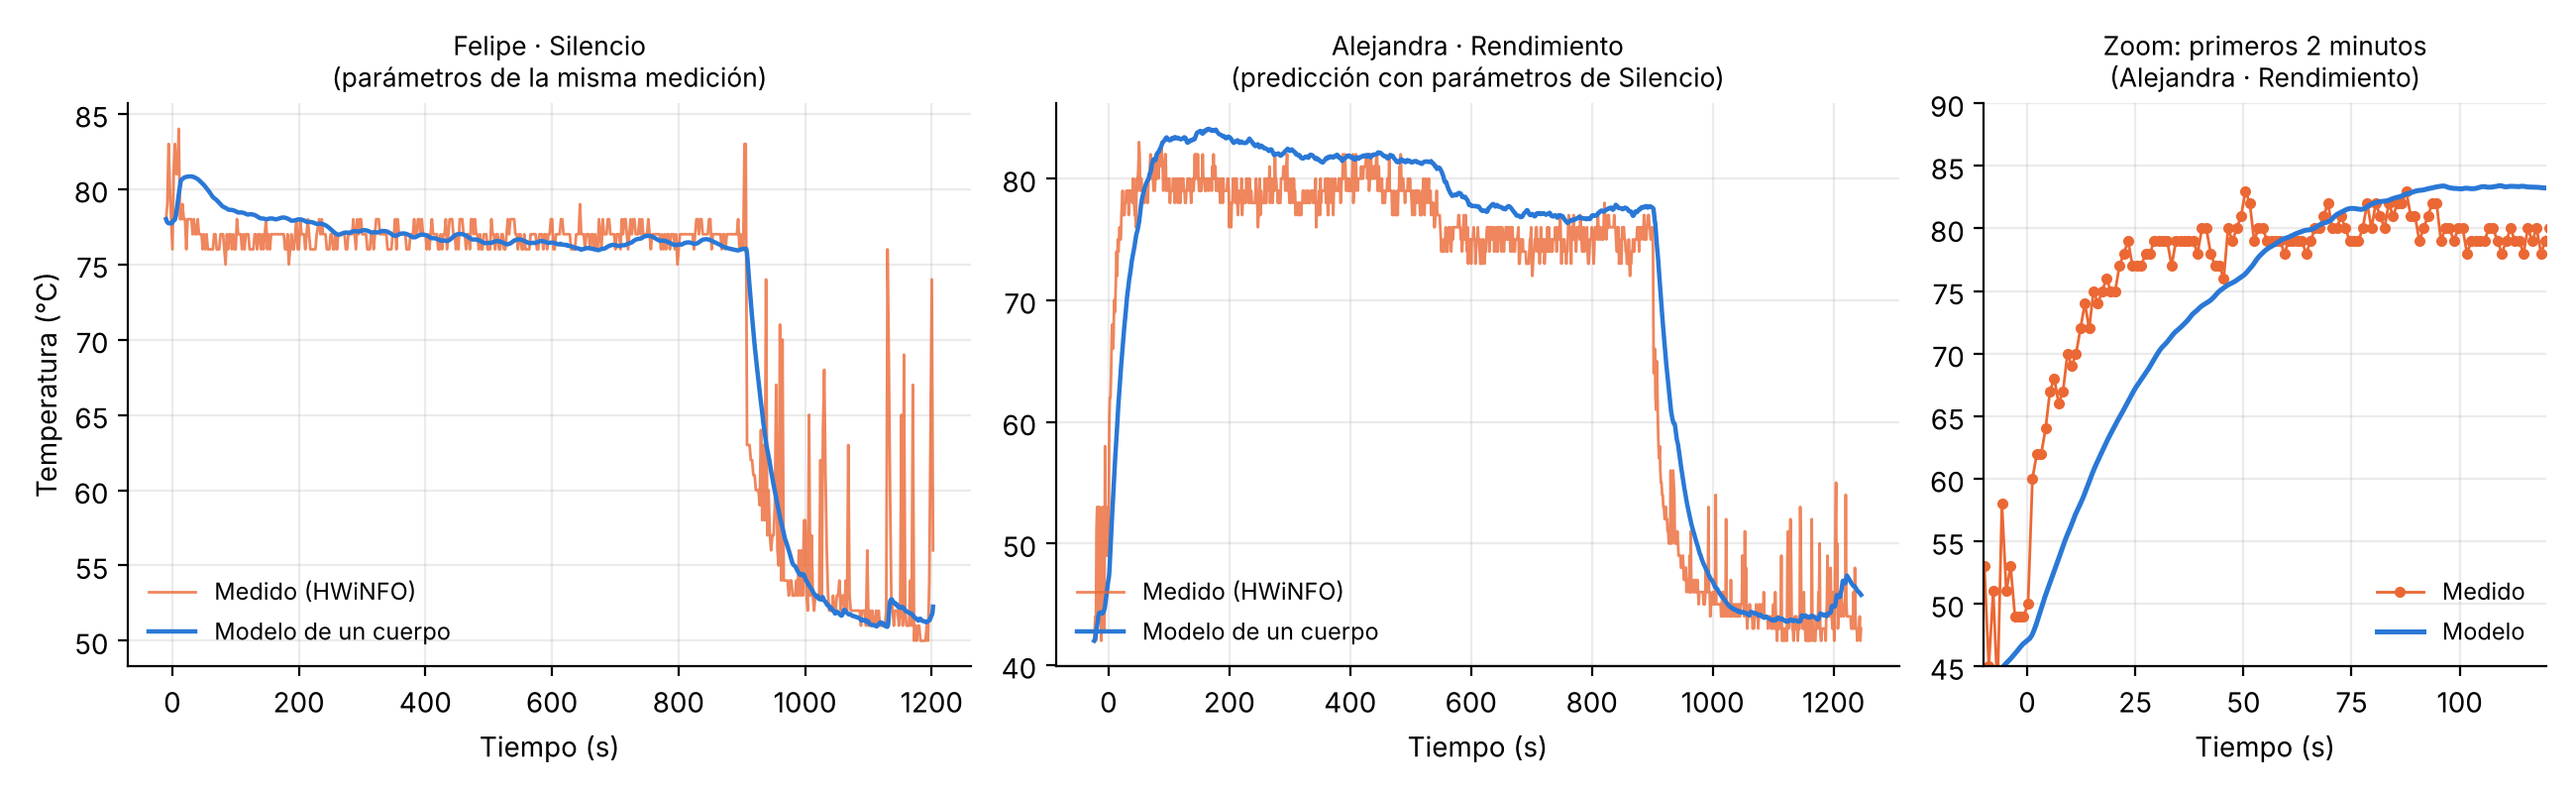 Felipe · Silencio
(parámetros de la misma medición)
Temperatura (°C)
85
80
75
70
65
60
55
50
Medido (HWiNFO)
Modelo de un cuerpo
0 200 400 600 800 1000 1200
Tiempo (s)
Alejandra · Rendimiento
(predicción con parámetros de Silencio)
80
70
60
50
40
Medido (HWiNFO)
Modelo de un cuerpo
0 200 400 600 800 1000 1200
Tiempo (s)
Zoom: primeros 2 minutos
(Alejandra · Rendimiento)
90
85
80
75
70
65
60
55
50
45
Medido
Modelo
0 25 50 75 100
Tiempo (s)